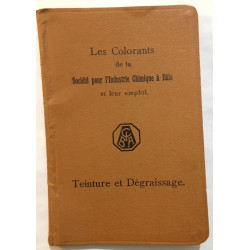 Les Colorants
de la
Société pour l'Industrie Chimique à Bâle
et leur emploi.
Teinture et Dégraissage.